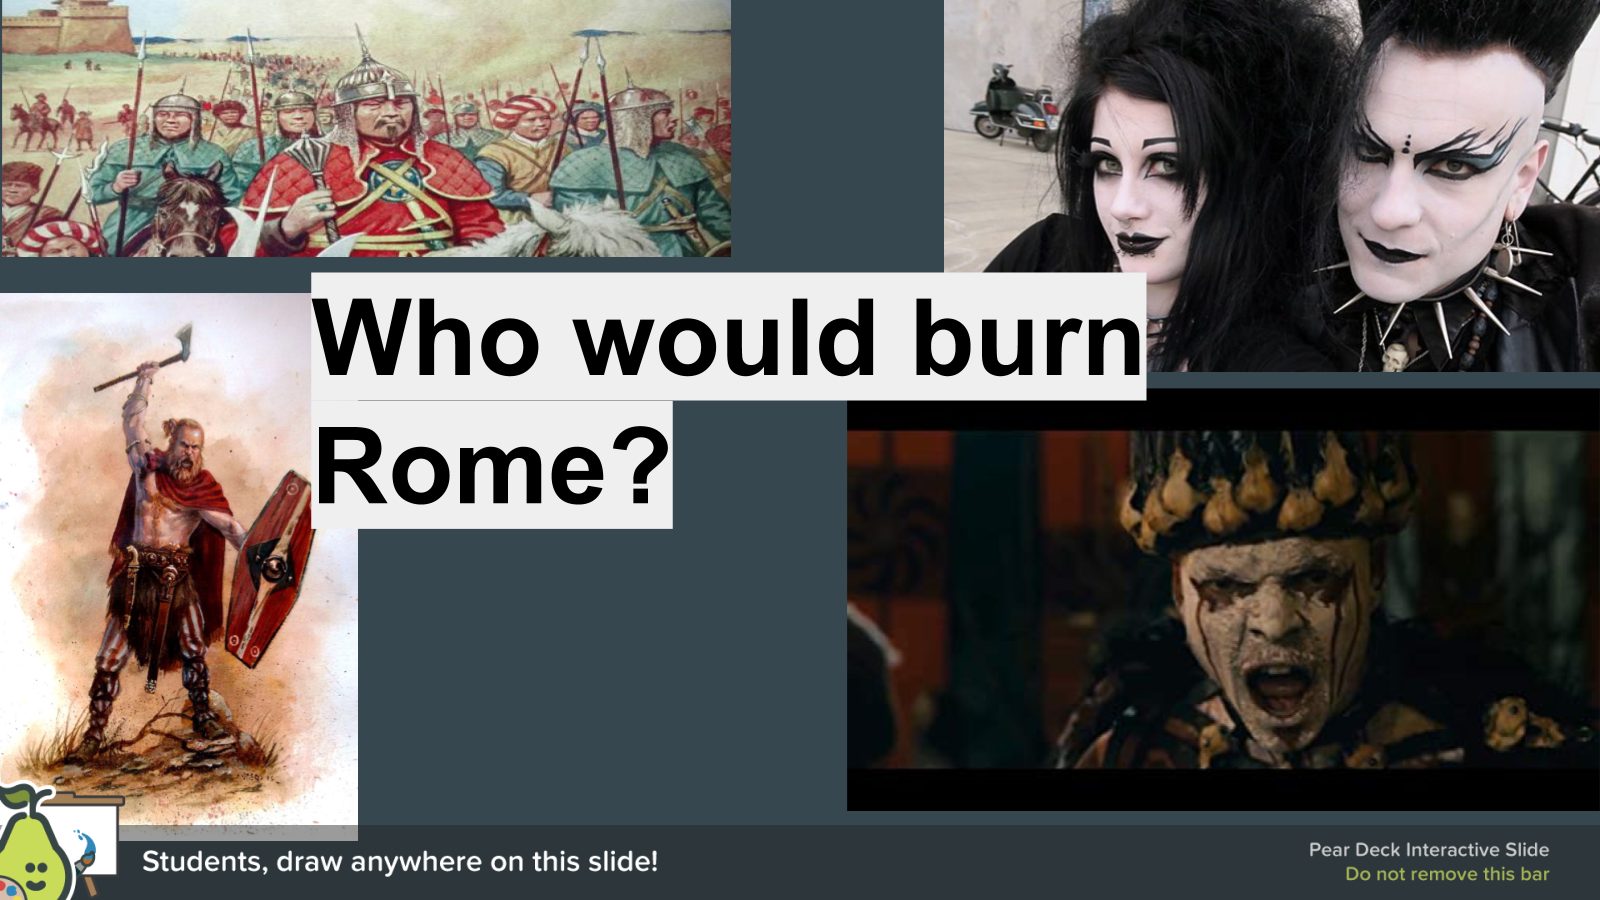 Who would burn
Rome?
Students, draw anywhere on this slide!
Pear Deck Interactive Slide
Do not remove this bar